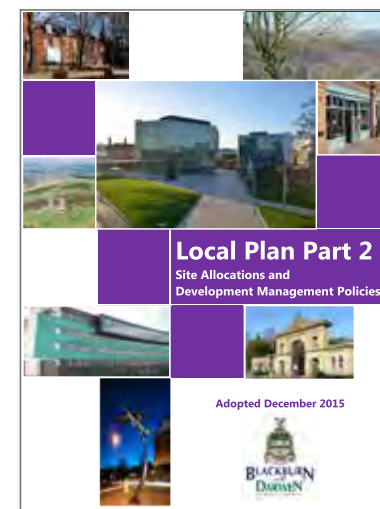 Local Plan Part 2
Site Allocations and
Development Management Policies
Adopted December 2015
BLACKBURN
DARWEN